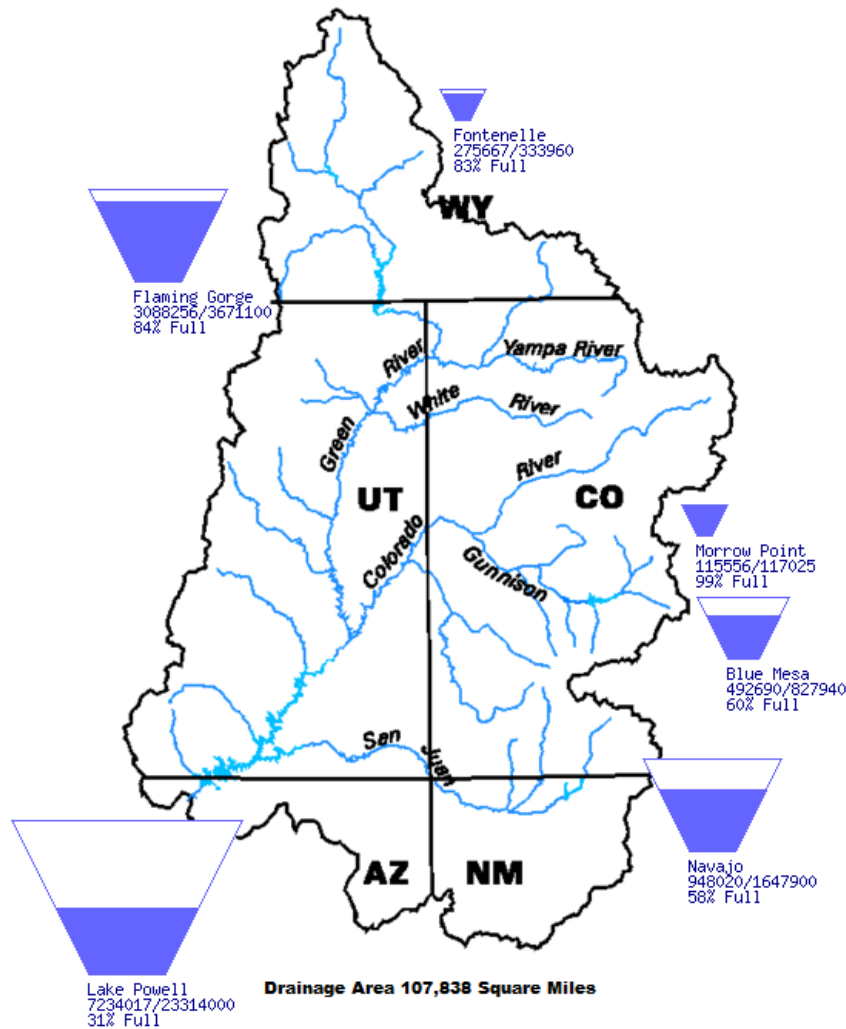 Fontenelle
275667/333960
83% Full
WY
Flaming Gorge
3088256/3671100
84% Full
Yampa River
River
White
River
Green
River
UT
CO
Colorado
Gunnison
Morrow Point
115556/117025
99% Full
Blue Mesa
492690/827940
60% Full
San
Juan
AZ
NM
Navajo
948020/1647900
58% Full
Lake Powell
7234017/23314000
31% Full
Drainage Area 107,838 Square Miles